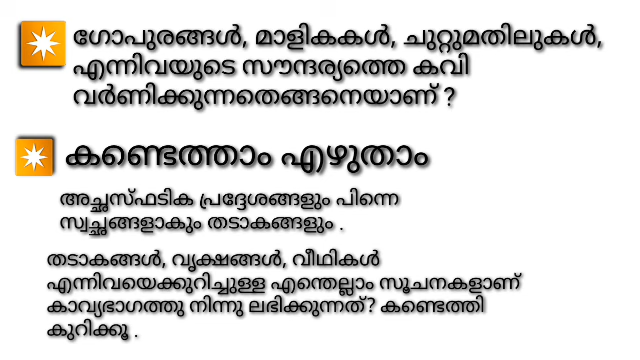 ഗോപുരങ്ങൾ, മാളികകൾ, ചുറ്റുമതിലുകൾ,
എന്നിവയുടെ സൗന്ദര്യത്തെ കവി
വർണിക്കുന്നതെങ്ങനെയാണ് ?
കണ്ടെത്താം എഴുതാം
അച്ഛസ്ഫടിക പ്രദ്ദേശങ്ങളും പിന്നെ
സ്വച്ഛങ്ങളാകും തടാകങ്ങളും .
തടാകങ്ങൾ, വൃക്ഷങ്ങൾ, വീഥികൾ
എന്നിവയെക്കുറിച്ചുള്ള എന്തെല്ലാം സൂചനകളാണ്
കാവ്യഭാഗത്തു നിന്നു ലഭിക്കുന്നത്? കണ്ടെത്തി
കുറിക്കൂ .